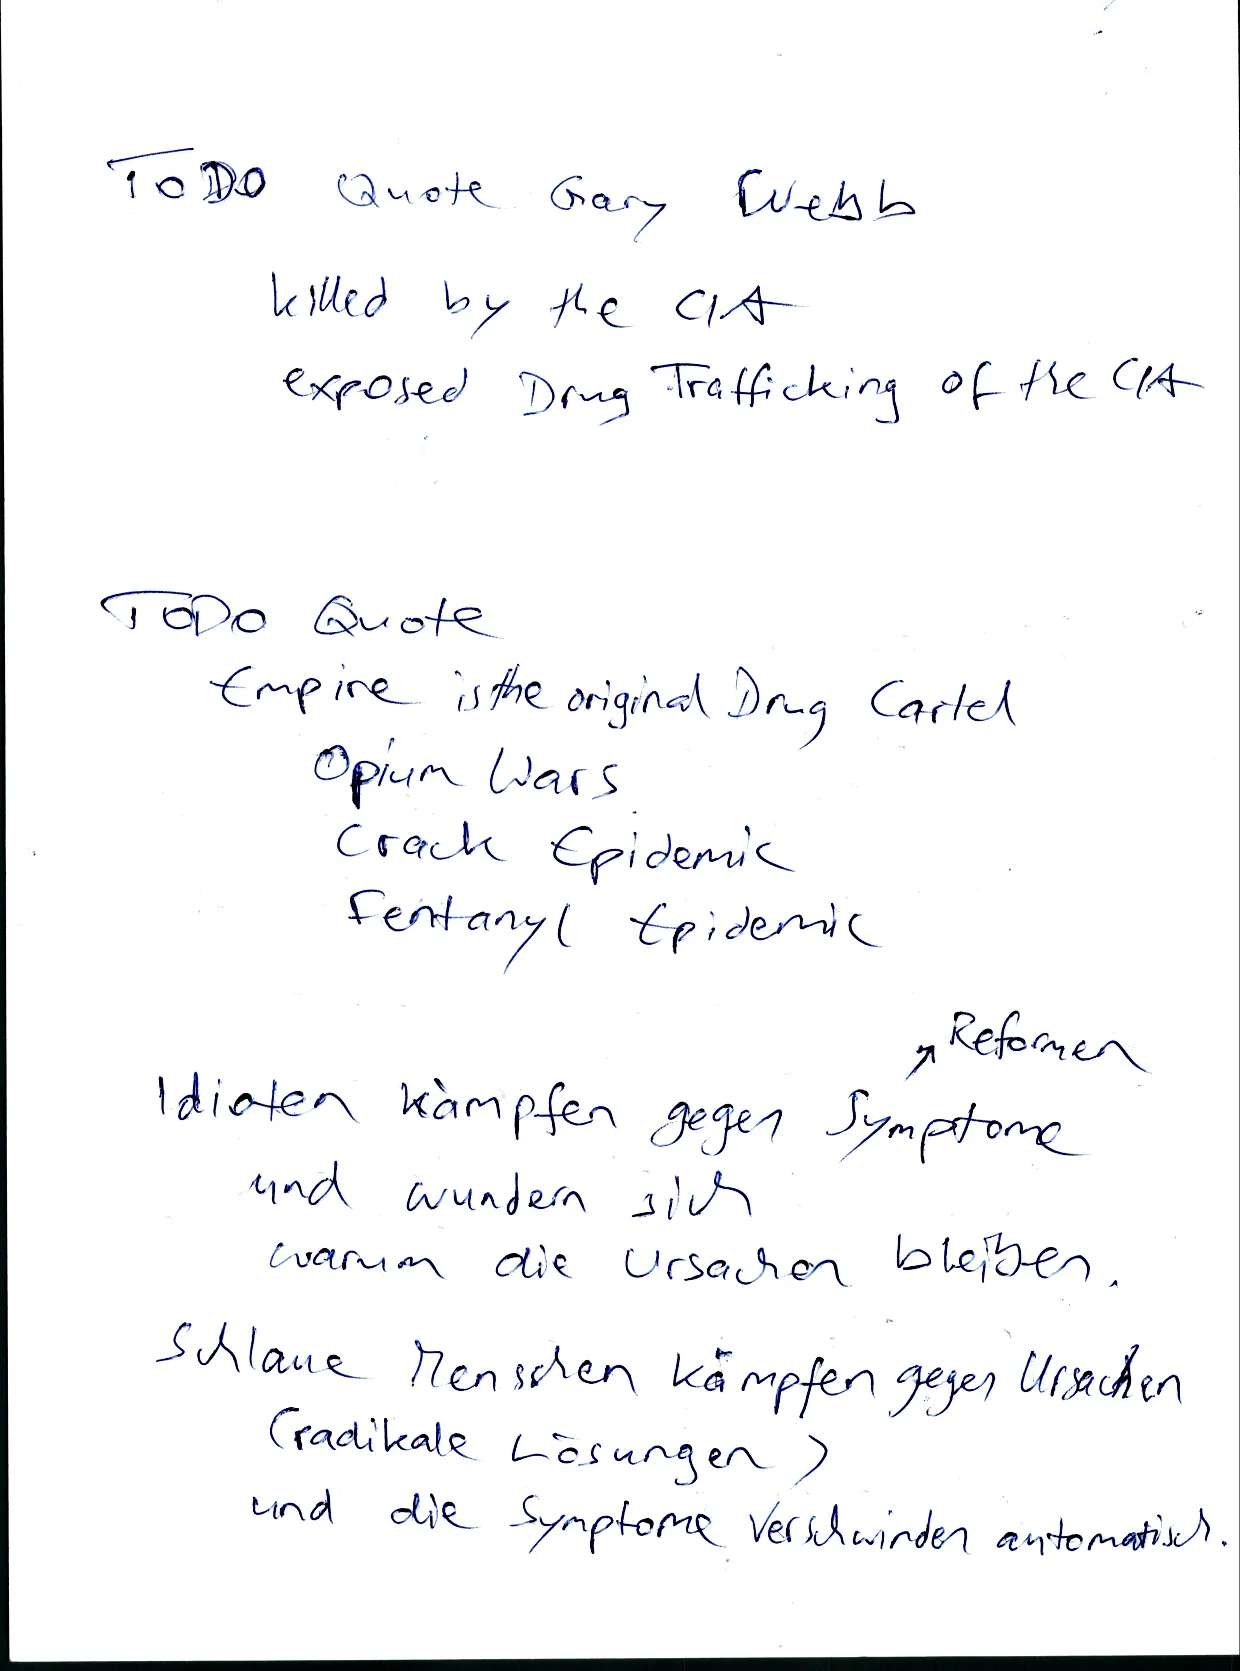 TODO Quote Gary Webb
killed by the CIA
exposed Drug Trafficking of the CIA
TODO Quote
Empire is the original Drug Cartel
Opium Wars
Crack Epidemic
Fentanyl Epidemic
↗ Reformen
Idioten kämpfen gegen Symptome
und wundern sich
warum die Ursachen bleiben.
Schlaue Menschen kämpfen gegen Ursachen
(radikale Lösungen)
und die Symptome verschwinden automatisch.